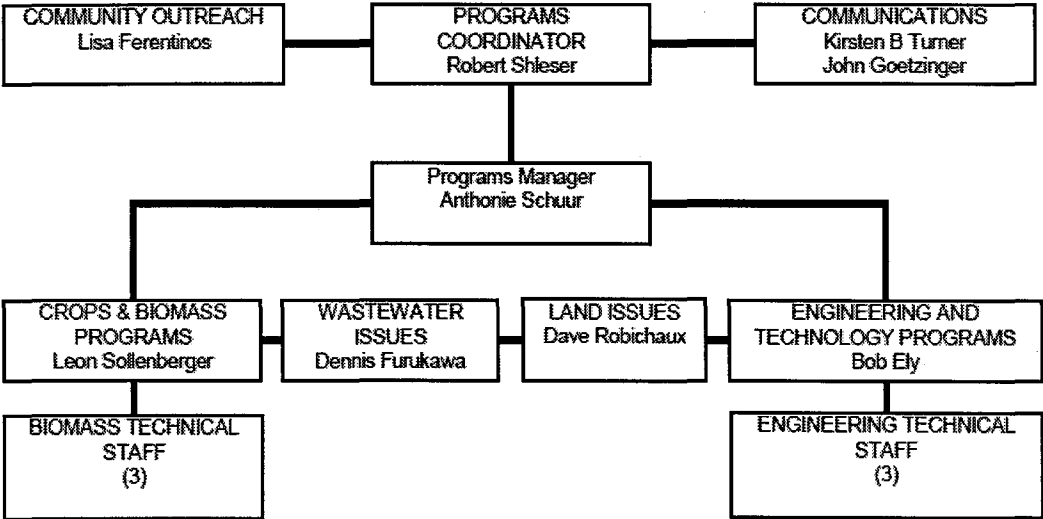 COMMUNITY OUTREACH
Lisa Ferentinos
PROGRAMS
COORDINATOR
Robert Shleser
COMMUNICATIONS
Kirsten B Turner
John Goetzinger
Programs Manager
Anthonie Schuur
CROPS & BIOMASS
PROGRAMS
Leon Sollenberger
WASTEWATER
ISSUES
Dennis Furukawa
LAND ISSUES
Dave Robichaux
ENGINEERING AND
TECHNOLOGY PROGRAMS
Bob Ely
BIOMASS TECHNICAL
STAFF
(3)
ENGINEERING TECHNICAL
STAFF
(3)